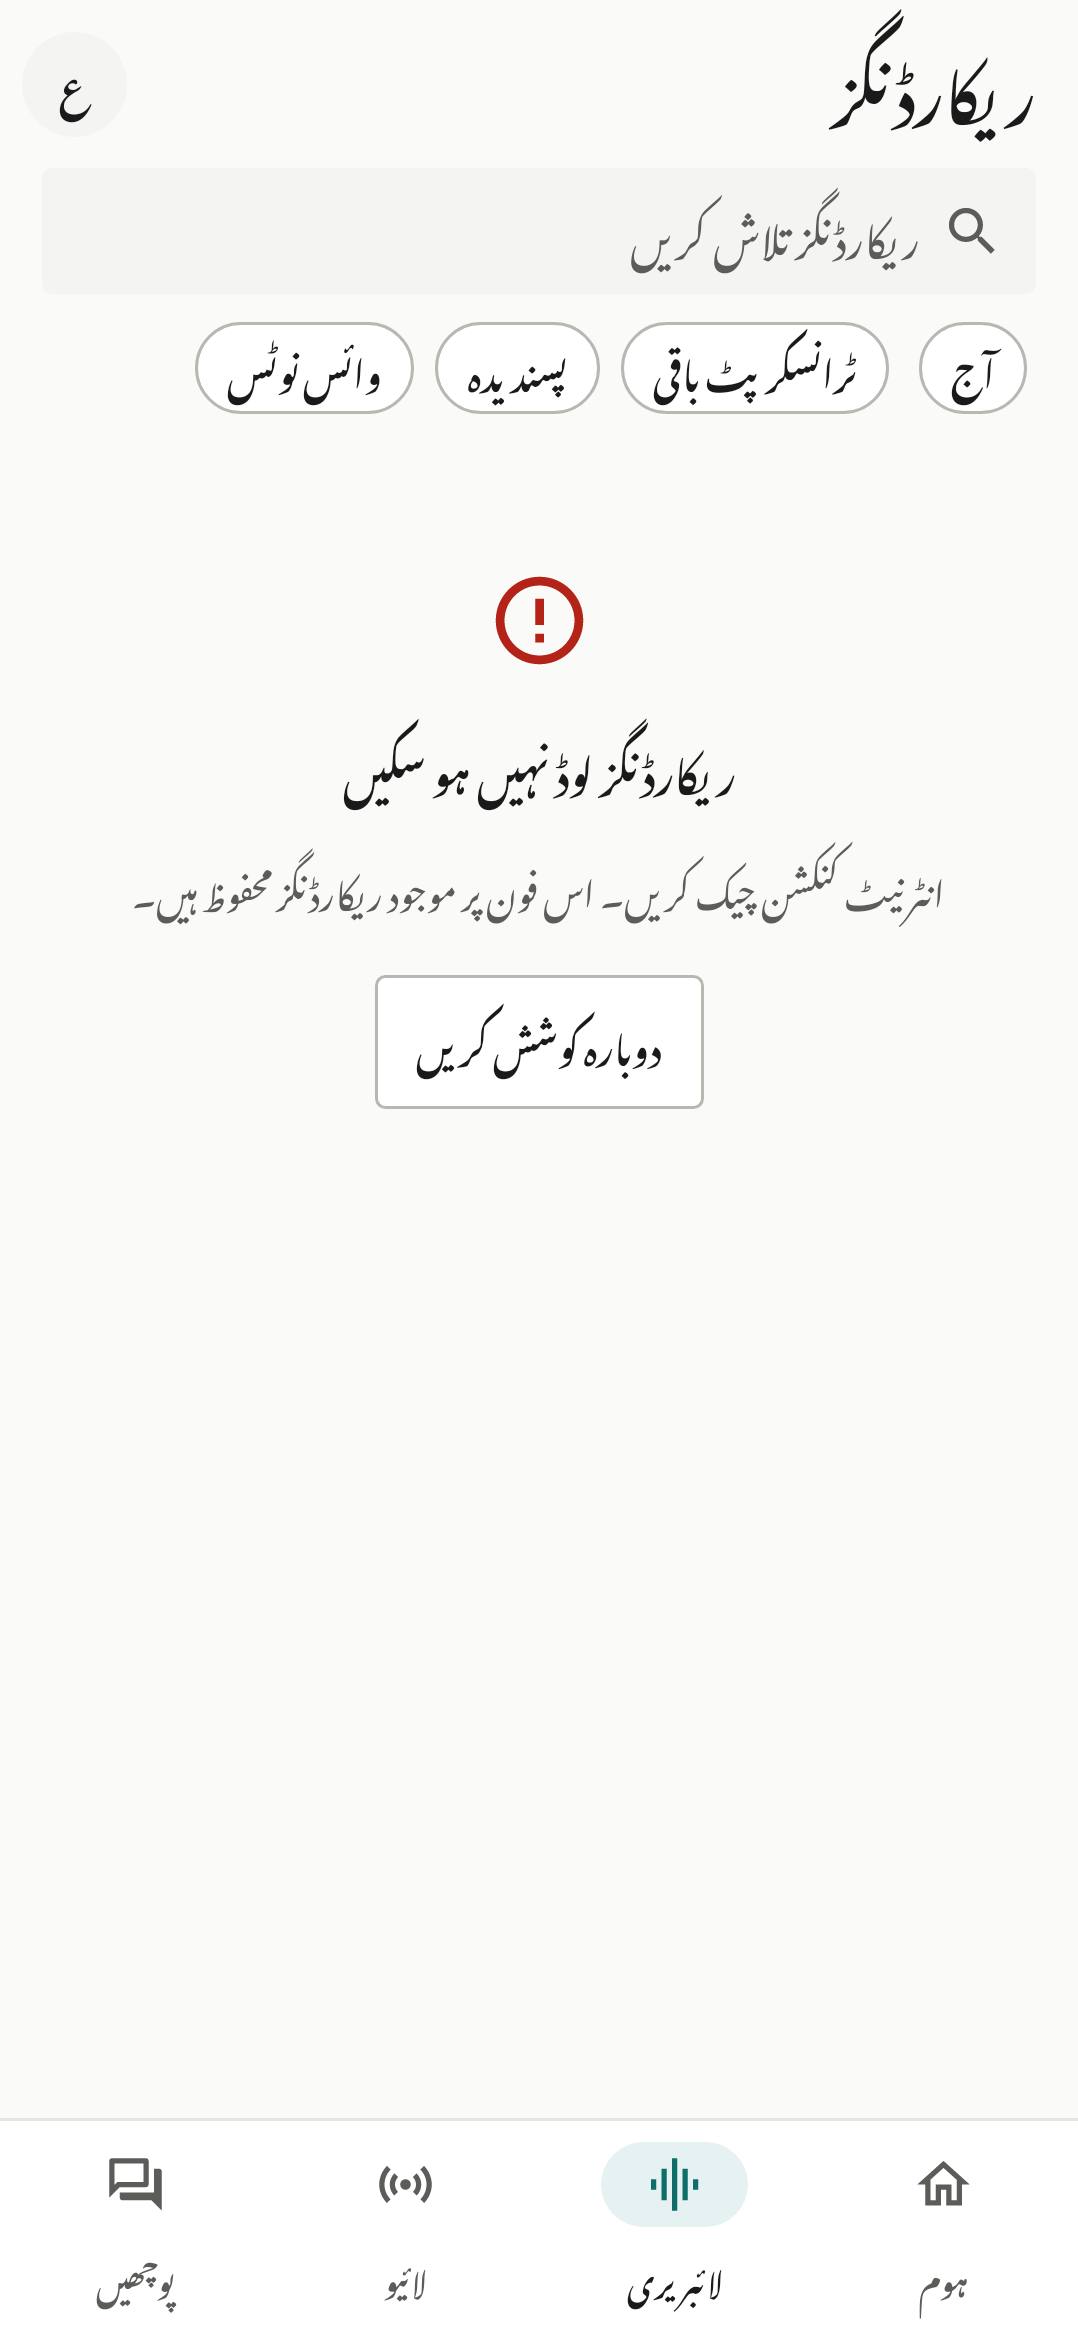 ریکارڈنگز
ع
ریکارڈنگز تلاش کریں
آج
ٹرانسکرپٹ باقی
پسندیدہ
وائس نوٹس
ریکارڈنگز لوڈ نہیں ہو سکیں
انٹرنیٹ کنکشن چیک کریں۔ اس فون پر موجود ریکارڈنگز محفوظ ہیں۔
دوبارہ کوشش کریں
ہوم
لائبریری
لائیو
پوچھیں